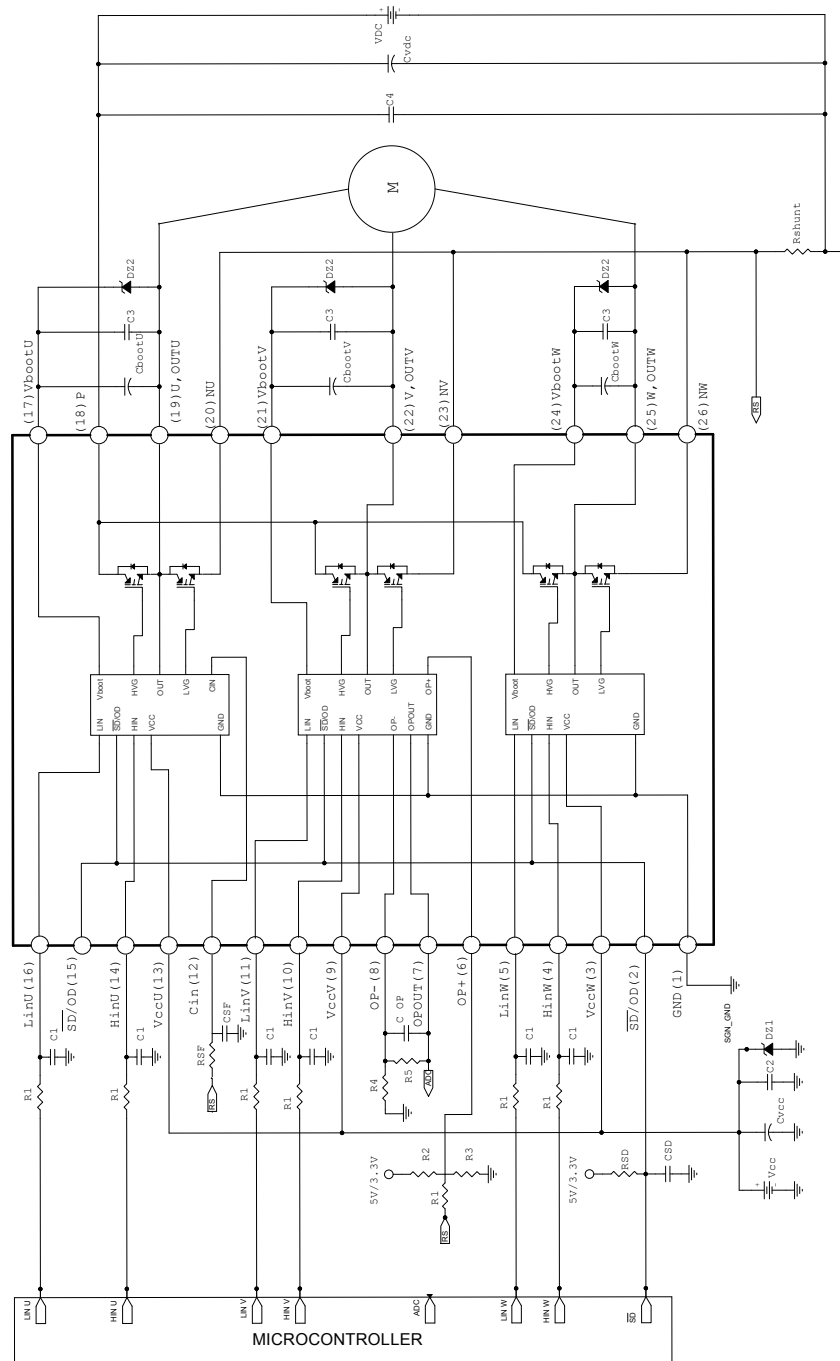 VDC
+
-
Cvdc
C4
M
Rshunt
DZ2
C3
CbootU
DZ2
C3
CbootV
DZ2
C3
CbootW
RS
(17)VbootU
(18)P
(19)U,OUTU
(20)NU
(21)VbootV
(22)V,OUTV
(23)NV
(24)VbootW
(25)W,OUTW
(26)NW
Vboot
HVG
OUT
LVG
CIN
LIN
SD/OD
HIN
VCC
GND
Vboot
HVG
OUT
LVG
OP+
LIN
SD/OD
HIN
VCC
OP-
OPOUT
GND
Vboot
HVG
OUT
LVG
LIN
SD/OD
HIN
VCC
GND
LinU(16)
SD/OD(15)
HinU(14)
VccU(13)
Cin(12)
LinV(11)
HinV(10)
VccV(9)
OP-(8)
OPOUT(7)
OP+(6)
LinW(5)
HinW(4)
VccW(3)
SD/OD(2)
GND(1)
SGN_GND
C1
R1
C1
R1
CSF
RSF
RS
C1
R1
C1
R1
C OP
R5
R4
ADC
R2
R3
5V/3.3V
R1
RS
C1
R1
C1
R1
RSD
CSD
5V/3.3V
DZ1
C2
Cvcc
Vcc
+
-
LIN U
HIN U
LIN V
HIN V
ADC
LIN W
HIN W
SD
MICROCONTROLLER